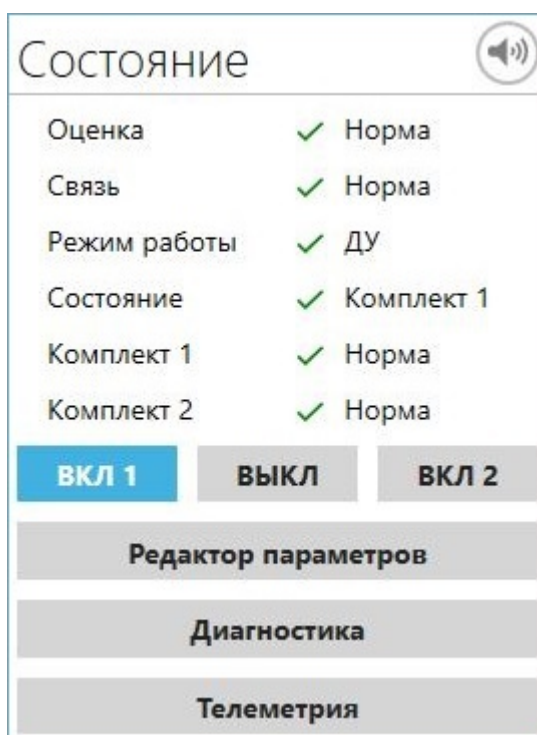 Состояние
Оценка Норма
Связь Норма
Режим работы ДУ
Состояние Комплект 1
Комплект 1 Норма
Комплект 2 Норма
ВКЛ 1 ВЫКЛ ВКЛ 2
Редактор параметров
Диагностика
Телеметрия